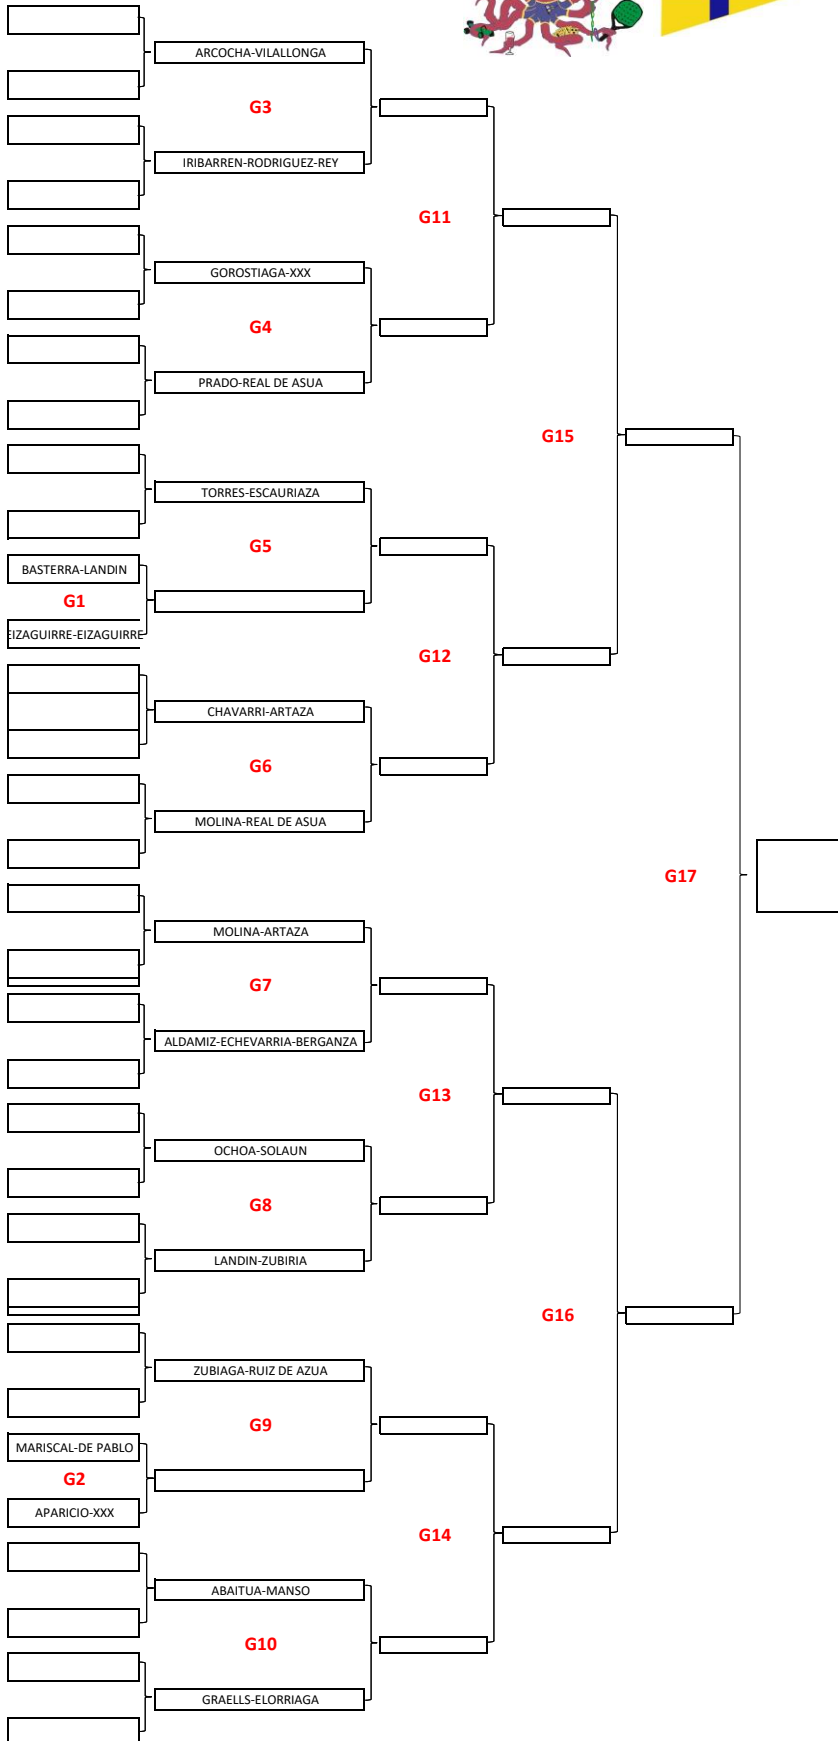 ARCOCHA-VILALLONGA
G3
IRIBARREN-RODRIGUEZ-REY
G11
GOROSTIAGA-XXX
G4
PRADO-REAL DE ASUA
G15
TORRES-ESCAURIAZA
G5
BASTERRA-LANDIN
G1
EIZAGUIRRE-EIZAGUIRRE
G12
CHAVARRI-ARTAZA
G6
MOLINA-REAL DE ASUA
G17
MOLINA-ARTAZA
G7
ALDAMIZ-ECHEVARRIA-BERGANZA
G13
OCHOA-SOLAUN
G8
LANDIN-ZUBIRIA
G16
ZUBIAGA-RUIZ DE AZUA
G9
MARISCAL-DE PABLO
G2
APARICIO-XXX
G14
ABAITUA-MANSO
G10
GRAELLS-ELORRIAGA